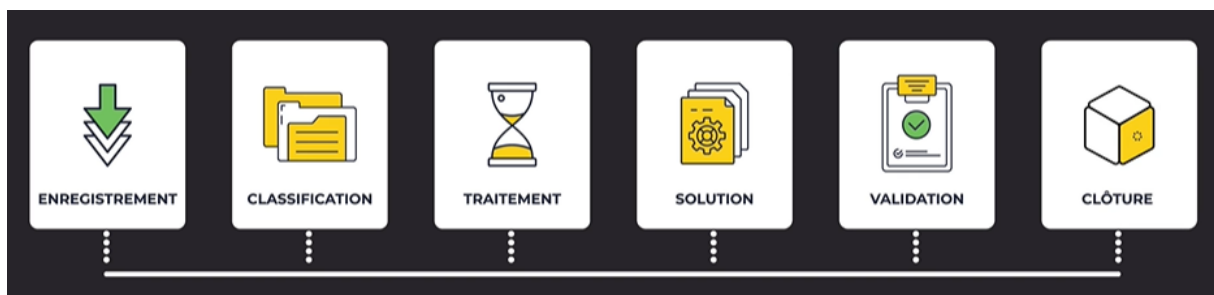 ENREGISTREMENT
CLASSIFICATION
TRAITEMENT
SOLUTION
VALIDATION
CLÔTURE